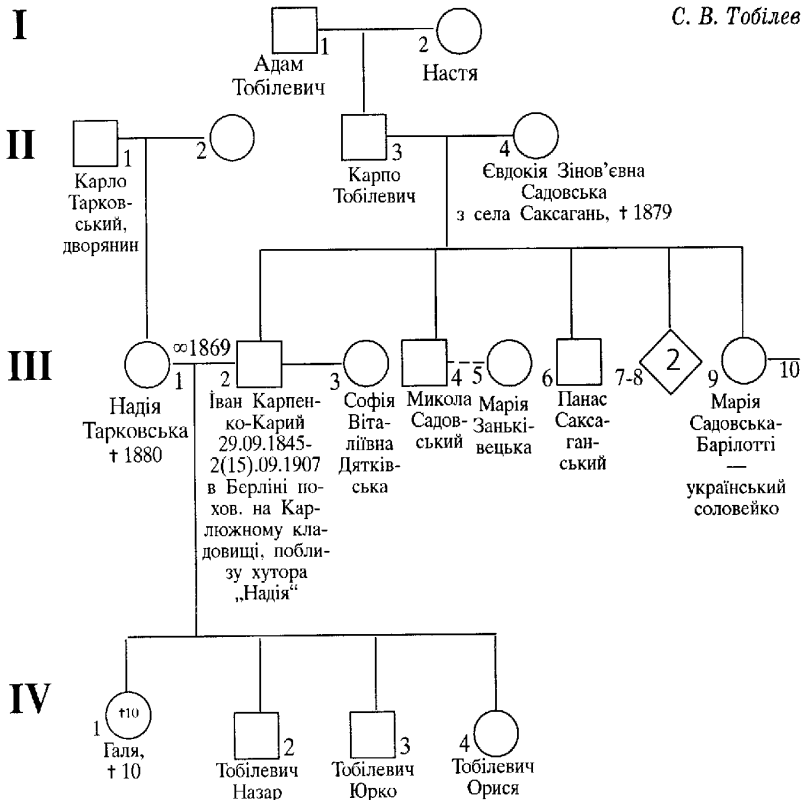 С. В. Тобілев
I
1
2
Адам
Тобілевич
Настя
II
1
2
3
4
Карло
Тарков-
ський,
дворянин
Карпо
Тобілевич
Євдокія Зінов’євна
Садовська
з села Саксагань, † 1879
III
∞1869
1
2
3
4
5
6
7-8
2
9
10
Надія
Тарковська
† 1880
Іван Карпен-
ко-Карий
29.09.1845-
2(15).09.1907
в Берліні по-
хов. на Кар-
люжному кла-
довищі, побли-
зу хутора
„Надія“
Софія
Віта-
ліївна
Дятків-
ська
Микола
Садов-
ський
Марія
Занькі-
вецька
Панас
Сакса-
ган-
ський
Марія
Садовська-
Барілотті
—
український
соловейко
IV
1
†10
2
3
4
Галя,
† 10
Тобілевич
Назар
Тобілевич
Юрко
Тобілевич
Орися